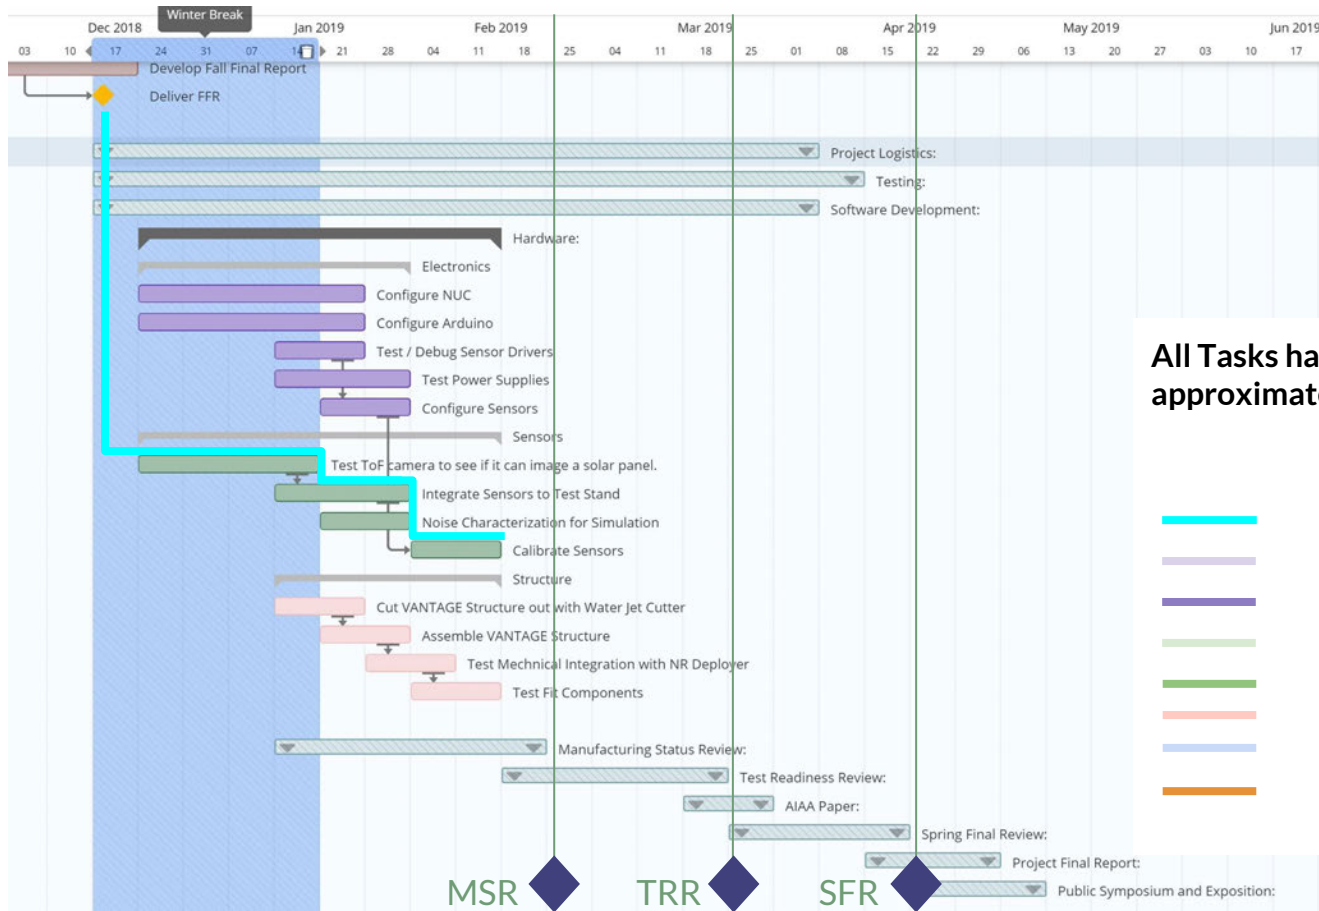 Winter Break
Dec 2018 Jan 2019 Feb 2019 Mar 2019 Apr 2019 May 2019 Jun 2019
03 10 17 24 31 07 14 21 28 04 11 18 25 04 11 18 25 01 08 15 22 29 06 13 20 27 03 10 17
Develop Fall Final Report
Deliver FFR
Project Logistics:
Testing:
Software Development:
Hardware:
Electronics
Configure NUC
Configure Arduino
Test / Debug Sensor Drivers
Test Power Supplies
Configure Sensors
Sensors
Test ToF camera to see if it can image a solar panel.
Integrate Sensors to Test Stand
Noise Characterization for Simulation
Calibrate Sensors
Structure
Cut VANTAGE Structure out with Water Jet Cutter
Assemble VANTAGE Structure
Test Mechnical Integration with NR Deployer
Test Fit Components
Manufacturing Status Review:
Test Readiness Review:
AIAA Paper:
Spring Final Review:
Project Final Report:
Public Symposium and Exposition:
MSR TRR SFR
All Tasks